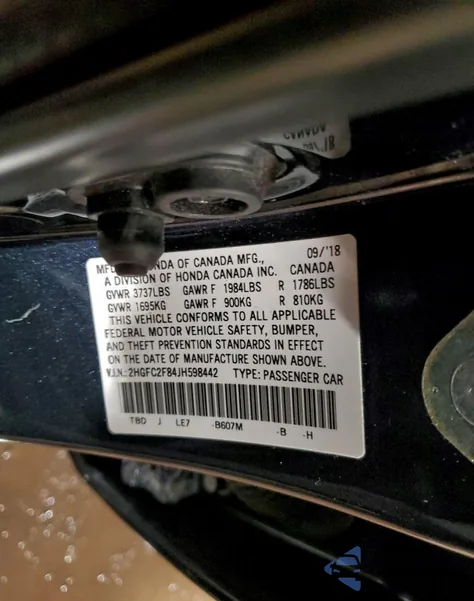 CANADA
MFD HONDA OF CANADA MFG., 09/'18
A DIVISION OF HONDA CANADA INC. CANADA
GVWR 3737LBS GAWR F 1984LBS R 1786LBS
GVWR 1695KG GAWR F 900KG R 810KG
THIS VEHICLE CONFORMS TO ALL APPLICABLE
FEDERAL MOTOR VEHICLE SAFETY, BUMPER,
AND THEFT PREVENTION STANDARDS IN EFFECT
ON THE DATE OF MANUFACTURE SHOWN ABOVE.
V.I.N.: 2HGFC2F84JH598442 TYPE: PASSENGER CAR
TBD J LE7 -B607M -B -H